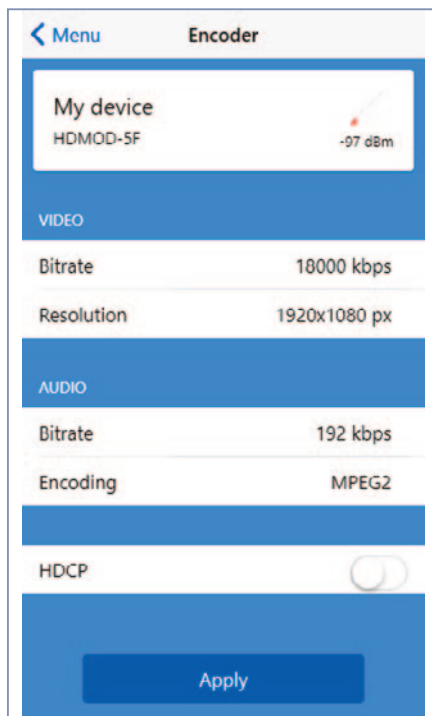 Menu Encoder
My device
HDMOD-5F -97 dBm
VIDEO
Bitrate 18000 kbps
Resolution 1920x1080 px
AUDIO
Bitrate 192 kbps
Encoding MPEG2
HDCP
Apply